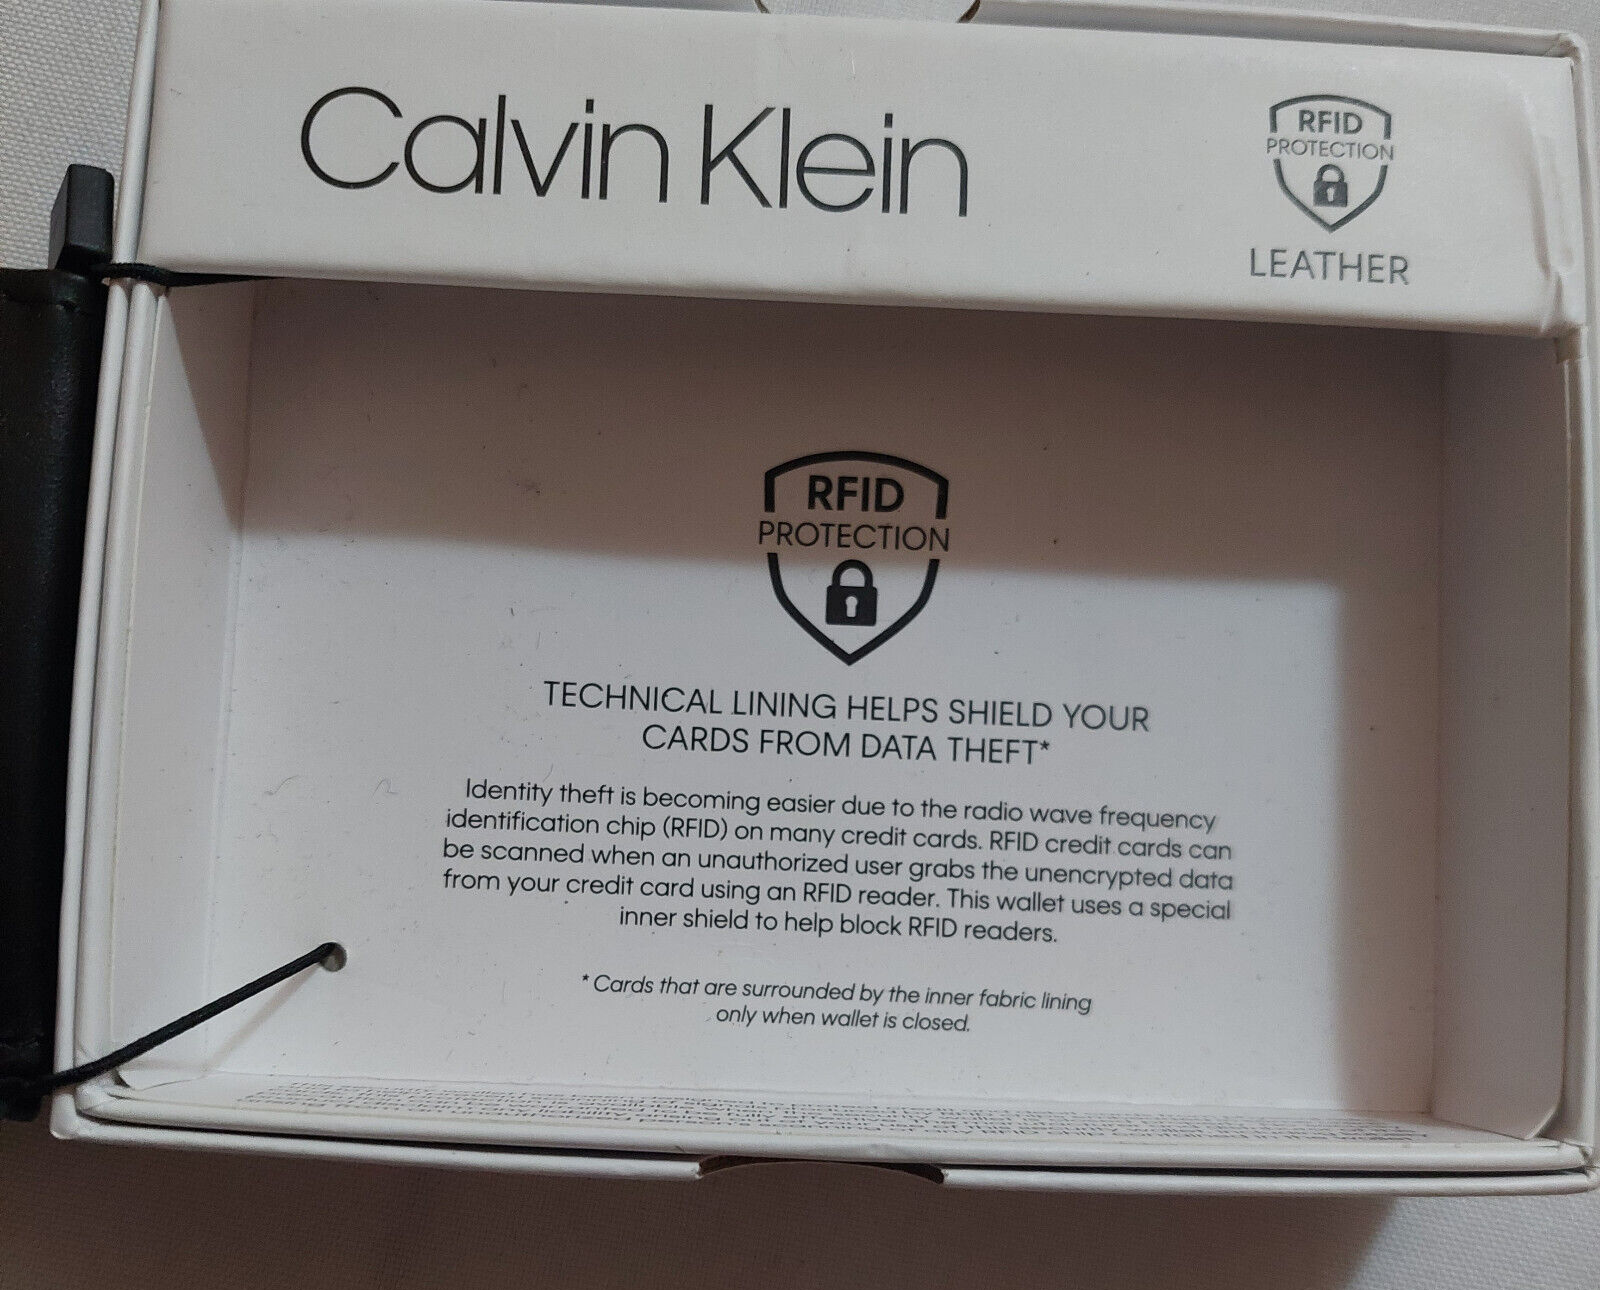 Calvin Klein
RFID
PROTECTION
LEATHER
RFID
PROTECTION
TECHNICAL LINING HELPS SHIELD YOUR
CARDS FROM DATA THEFT*
Identity theft is becoming easier due to the radio wave frequency
identification chip (RFID) on many credit cards. RFID credit cards can
be scanned when an unauthorized user grabs the unencrypted data
from your credit card using an RFID reader. This wallet uses a special
inner shield to help block RFID readers.
* Cards that are surrounded by the inner fabric lining
only when wallet is closed.